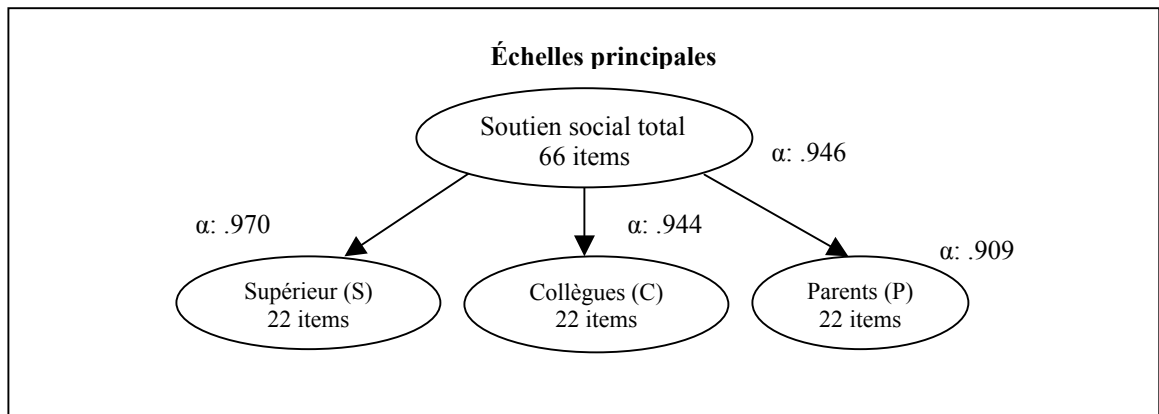 Échelles principales
Soutien social total
66 items
α: .946
α: .970
α: .944
α: .909
Supérieur (S)
22 items
Collègues (C)
22 items
Parents (P)
22 items